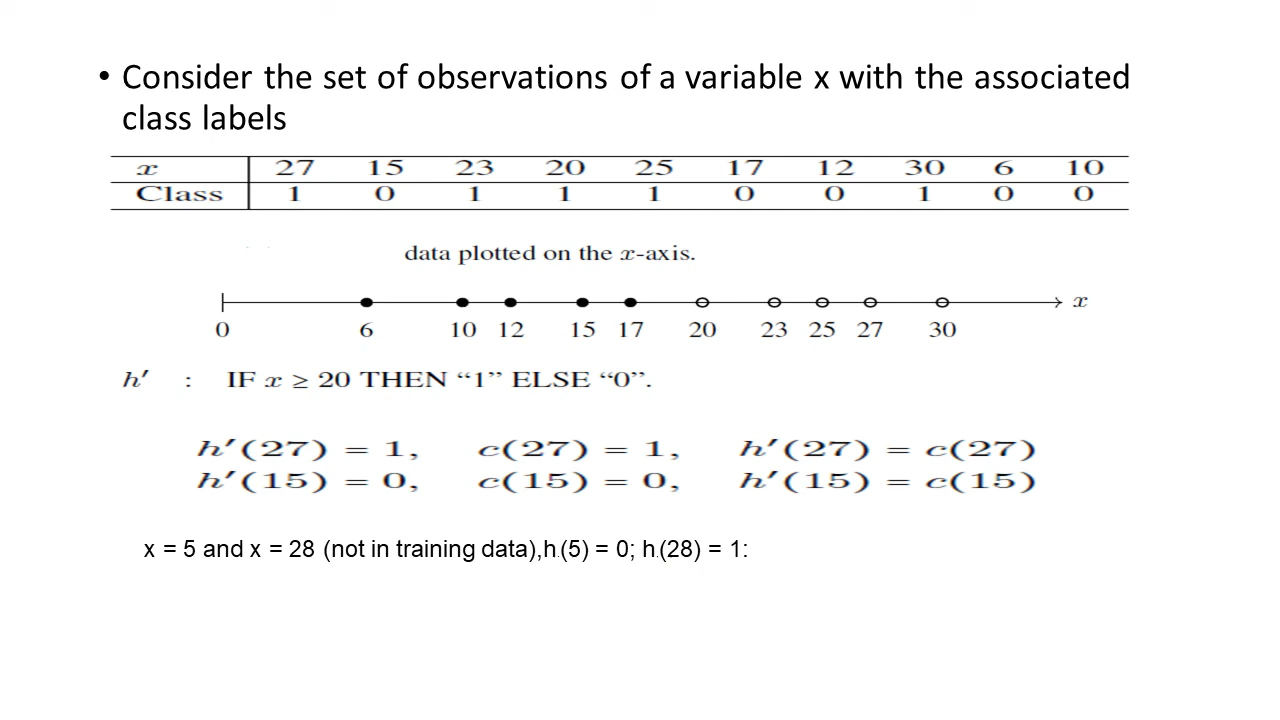 • Consider the set of observations of a variable x with the associated
class labels
x 27 15 23 20 25 17 12 30 6 10
Class 1 0 1 1 1 0 0 1 0 0
data plotted on the x-axis.
x
0 6 10 12 15 17 20 23 25 27 30
h′ : IF x ≥ 20 THEN “1” ELSE “0”.
h′(27) = 1, c(27) = 1, h′(27) = c(27)
h′(15) = 0, c(15) = 0, h′(15) = c(15)
x = 5 and x = 28 (not in training data),h.(5) = 0; h.(28) = 1: